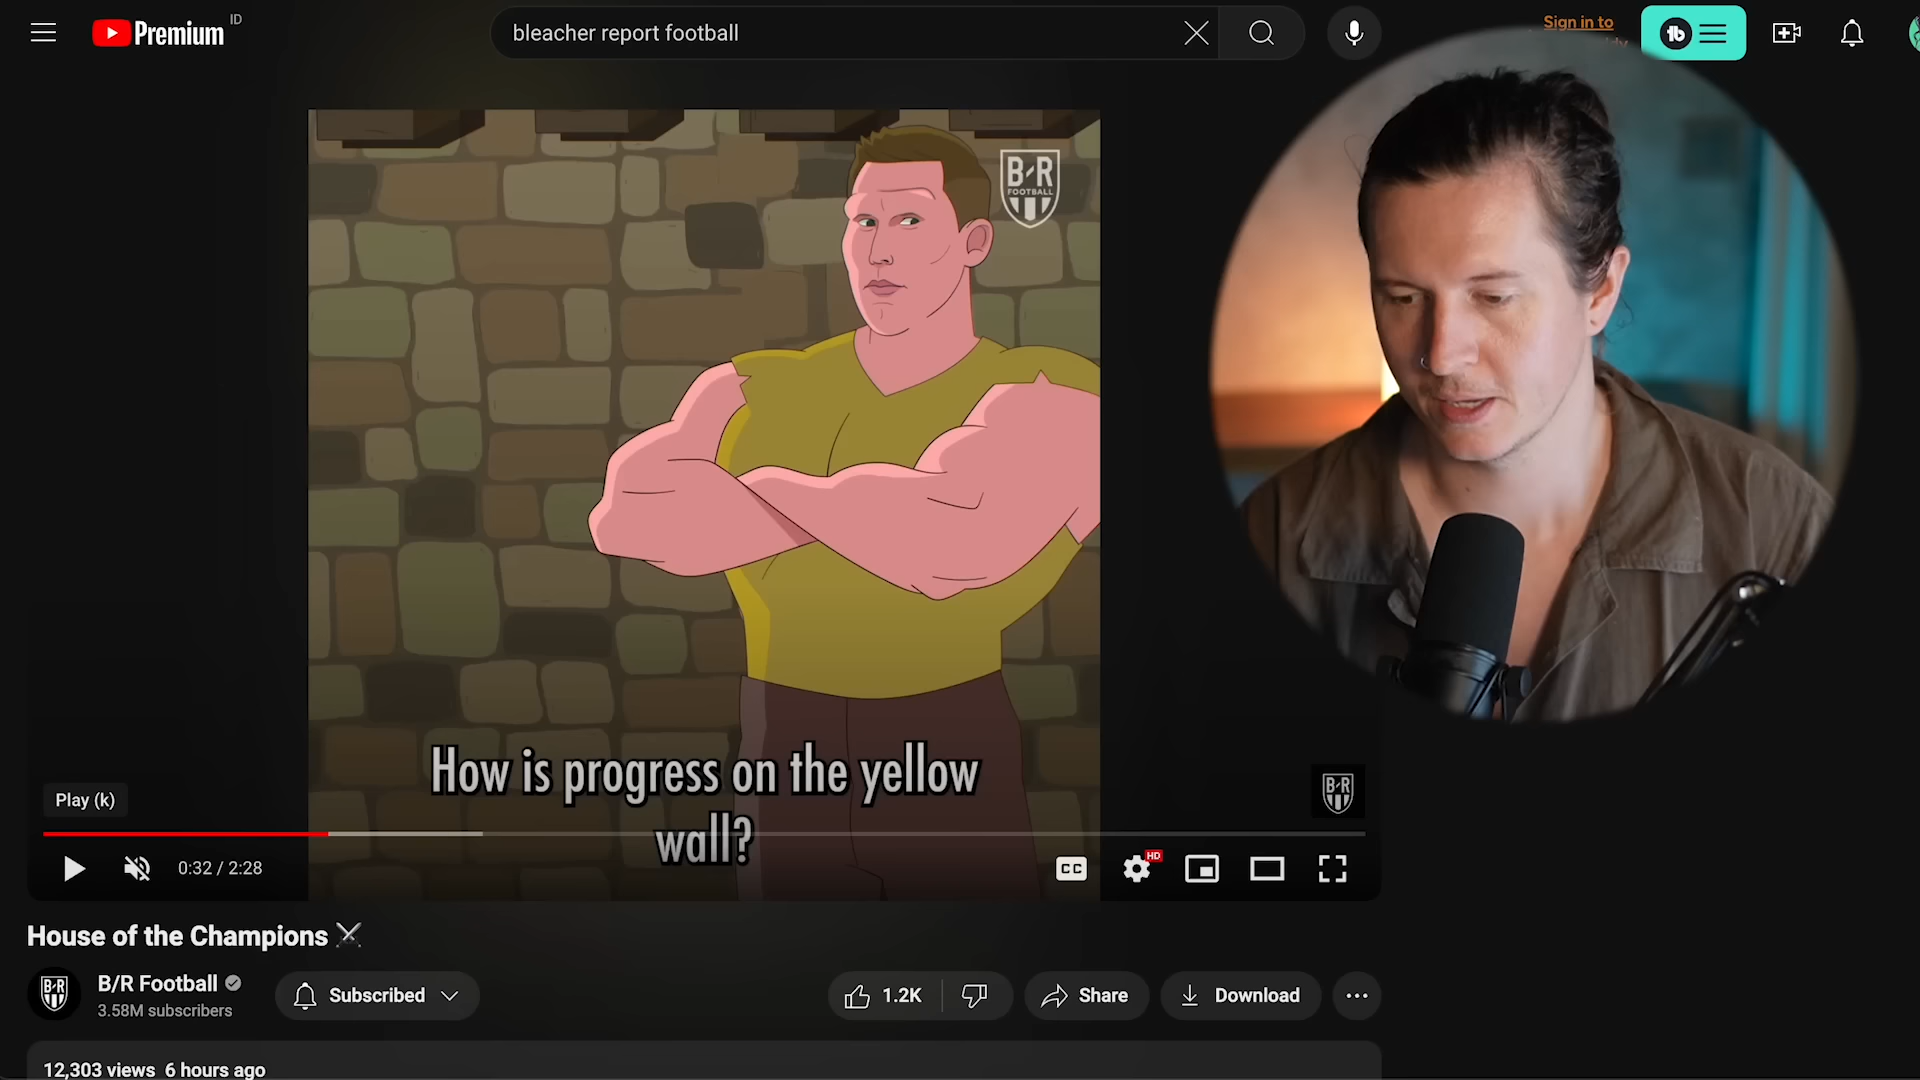 Premium
ID
bleacher report football
Sign in to
B/R
FOOTBALL
How is progress on the yellow
wall?
Play (k)
B/R
0:32 / 2:28
CC
HD
House of the Champions
B/R
B/R Football
3.58M subscribers
Subscribed
1.2K
Share
Download
12,303 views 6 hours ago